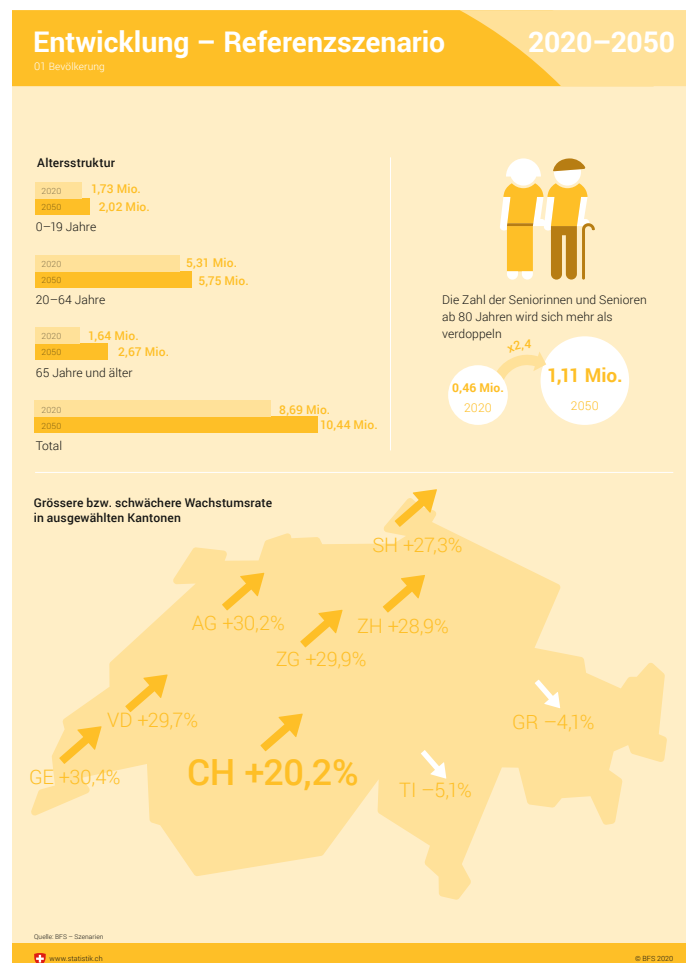 Entwicklung – Referenzszenario
2020–2050
01 Bevölkerung
Altersstruktur
2020
1,73 Mio.
2050
2,02 Mio.
0–19 Jahre
2020
5,31 Mio.
2050
5,75 Mio.
20–64 Jahre
2020
1,64 Mio.
2050
2,67 Mio.
65 Jahre und älter
2020
8,69 Mio.
2050
10,44 Mio.
Total
Die Zahl der Seniorinnen und Senioren
ab 80 Jahren wird sich mehr als
verdoppeln
x2,4
0,46 Mio.
2020
1,11 Mio.
2050
Grössere bzw. schwächere Wachstumsrate
in ausgewählten Kantonen
SH +27,3%
AG +30,2%
ZH +28,9%
ZG +29,9%
VD +29,7%
GR –4,1%
GE +30,4%
CH +20,2%
TI –5,1%
Quelle: BFS – Szenarien
www.statistik.ch
© BFS 2020